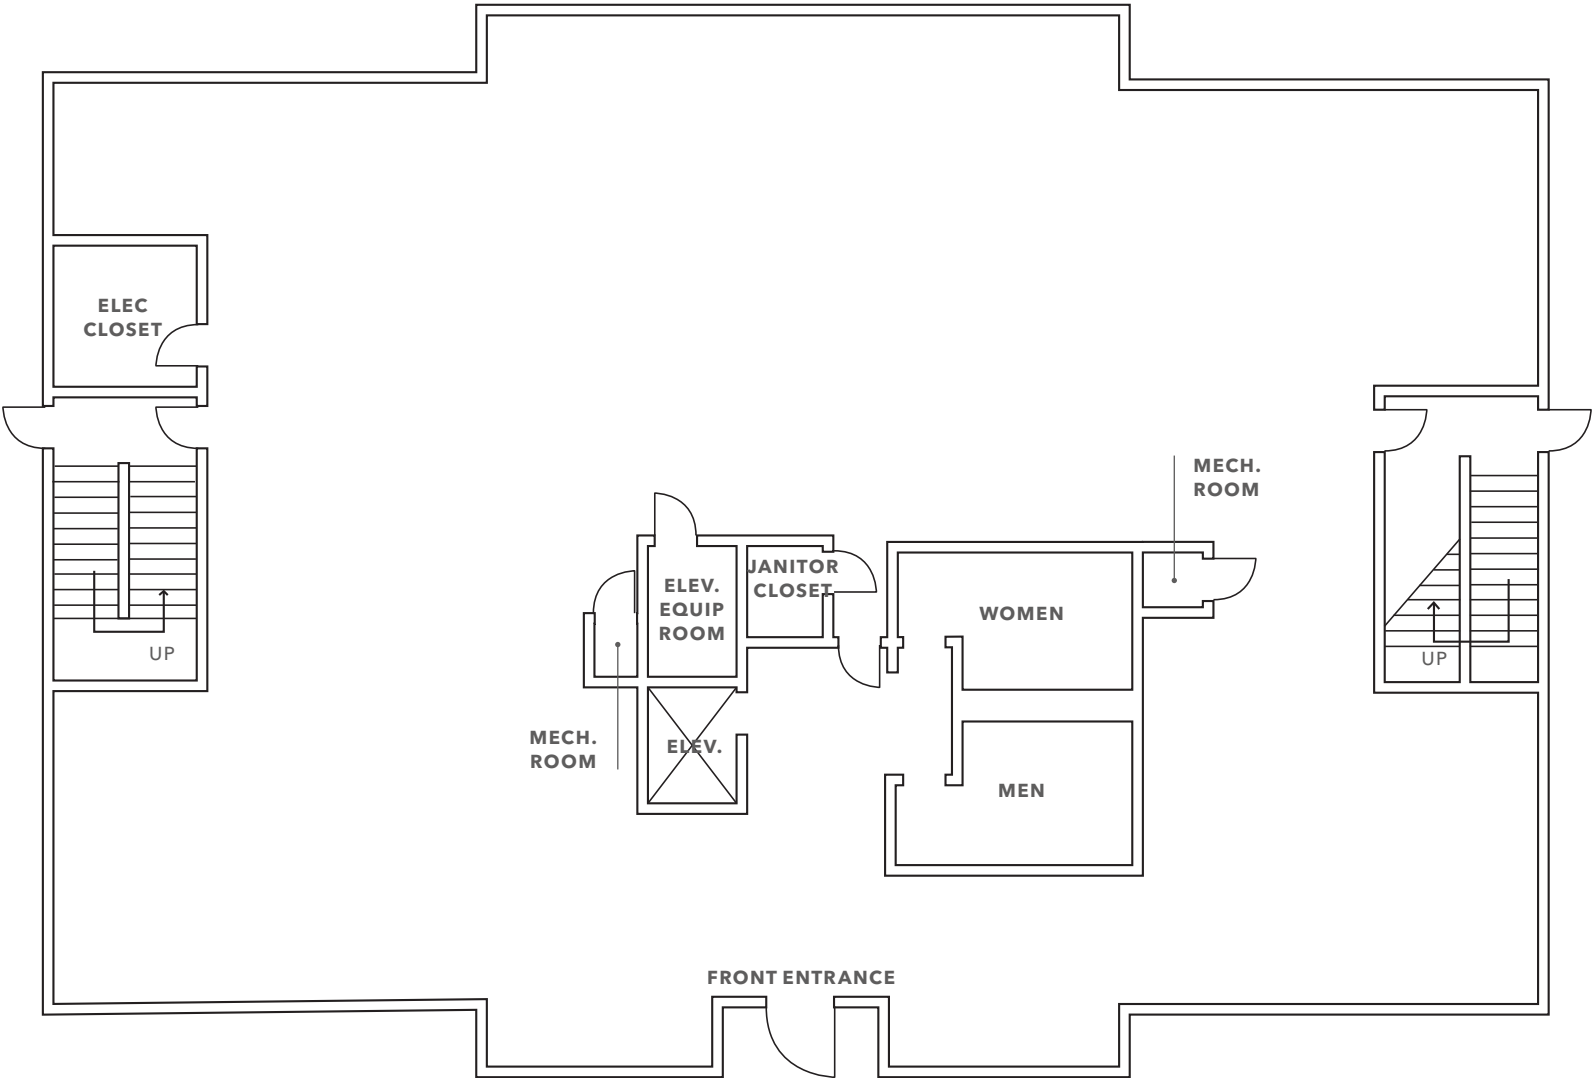 ELEC
CLOSET
MECH.
ROOM
JANITOR
CLOSET
ELEV.
EQUIP
ROOM
WOMEN
UP
UP
MECH.
ROOM
ELEV.
MEN
FRONT ENTRANCE